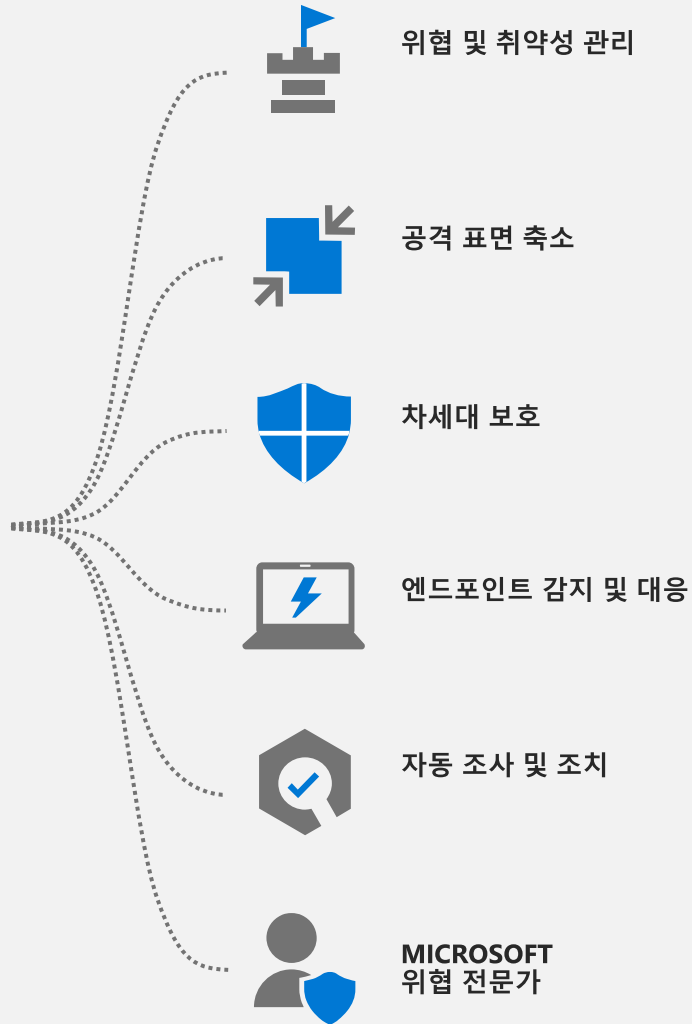 위협 및 취약성 관리
공격 표면 축소
차세대 보호
엔드포인트 감지 및 대응
자동 조사 및 조치
MICROSOFT
위협 전문가